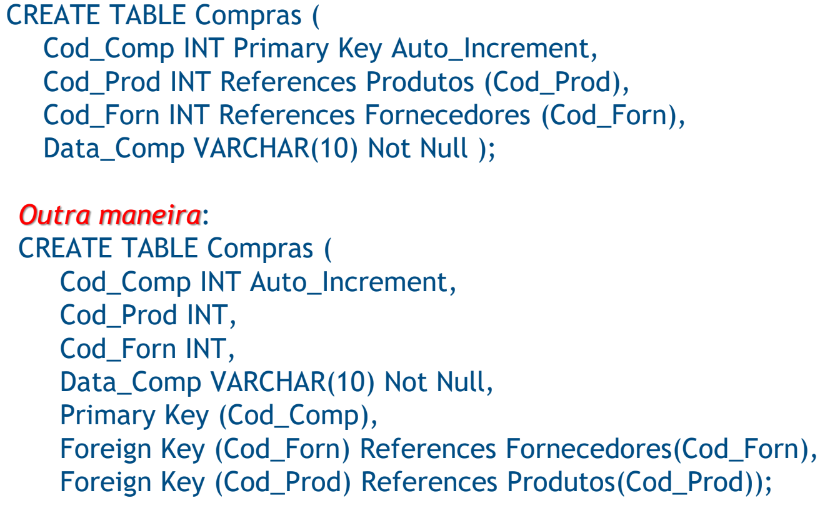 CREATE TABLE Compras (
Cod_Comp INT Primary Key Auto_Increment,
Cod_Prod INT References Produtos (Cod_Prod),
Cod_Forn INT References Fornecedores (Cod_Forn),
Data_Comp VARCHAR(10) Not Null );
Outra maneira:
CREATE TABLE Compras (
Cod_Comp INT Auto_Increment,
Cod_Prod INT,
Cod_Forn INT,
Data_Comp VARCHAR(10) Not Null,
Primary Key (Cod_Comp),
Foreign Key (Cod_Forn) References Fornecedores(Cod_Forn),
Foreign Key (Cod_Prod) References Produtos(Cod_Prod));